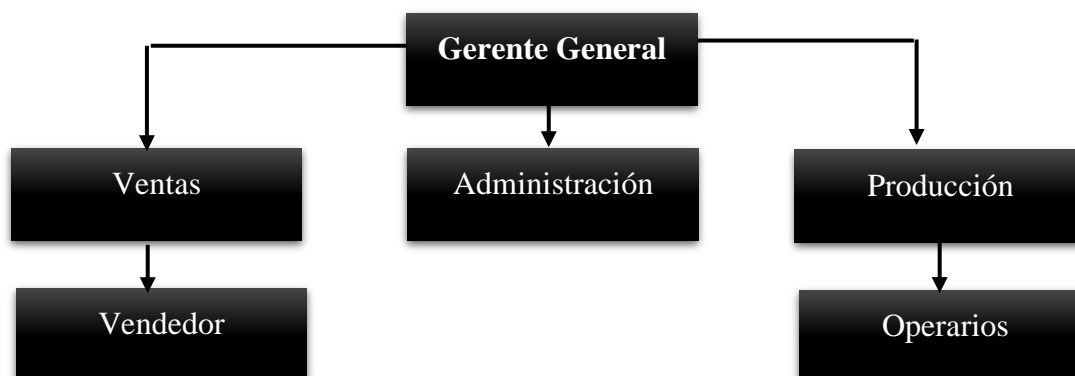 Gerente General
Ventas
Administración
Producción
Vendedor
Operarios